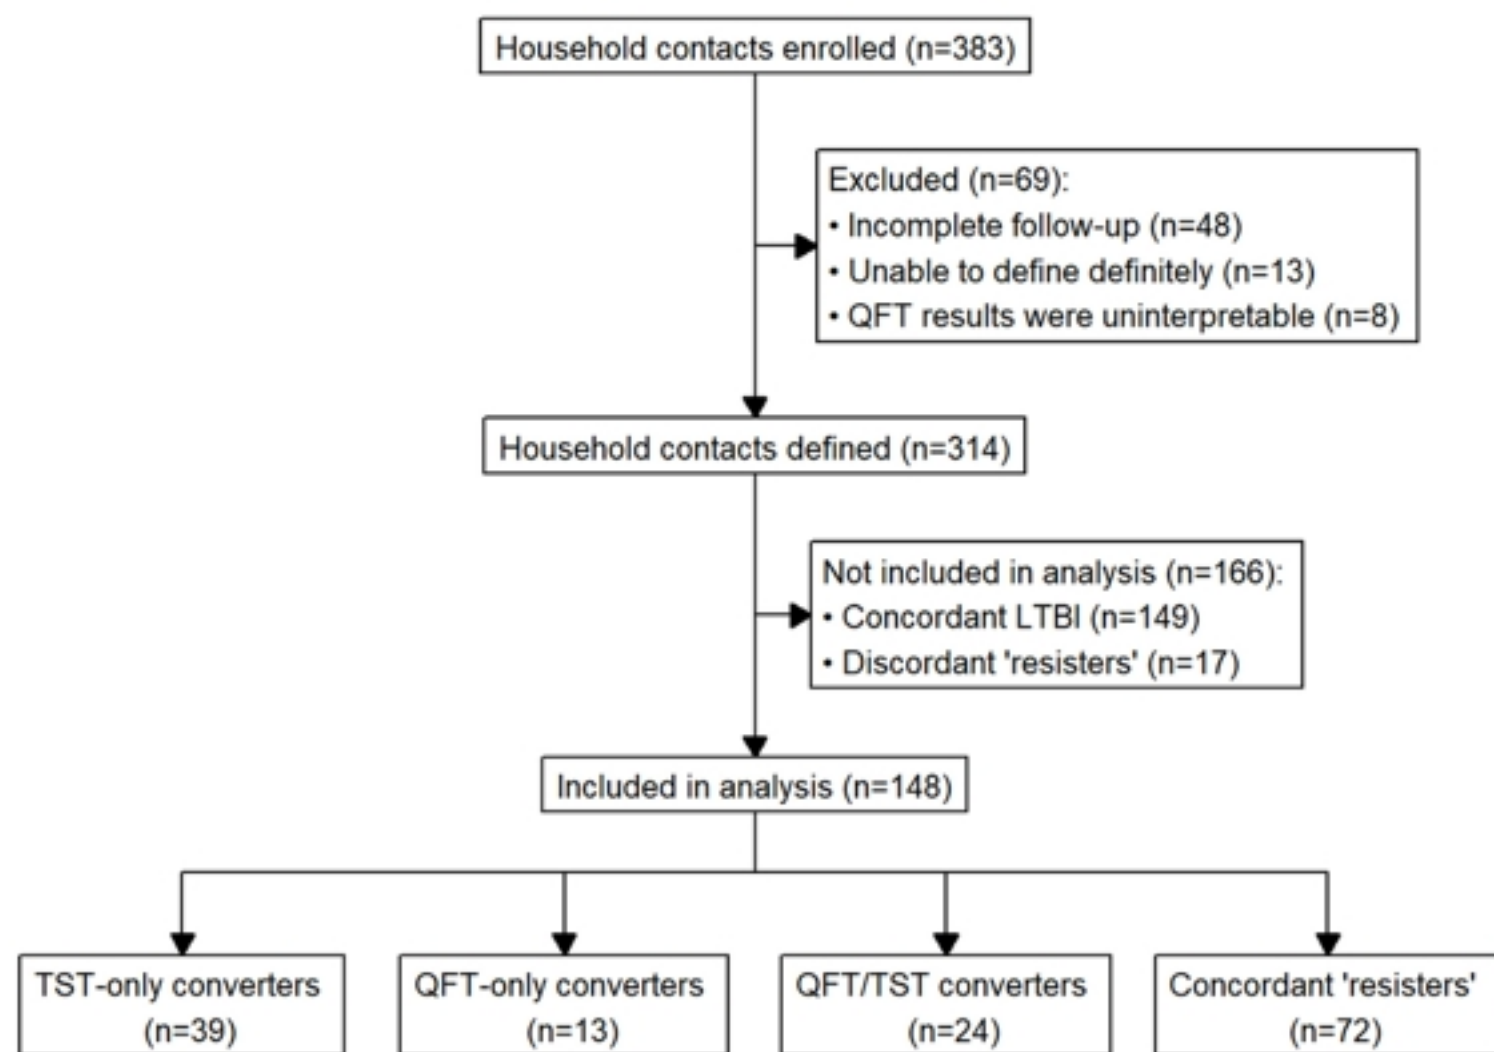 Household contacts enrolled (n=383)
Excluded (n=69):
• Incomplete follow-up (n=48)
• Unable to define definitely (n=13)
• QFT results were uninterpretable (n=8)
Household contacts defined (n=314)
Not included in analysis (n=166):
• Concordant LTBI (n=149)
• Discordant 'resisters' (n=17)
Included in analysis (n=148)
TST-only converters
(n=39)
QFT-only converters
(n=13)
QFT/TST converters
(n=24)
Concordant 'resisters'
(n=72)